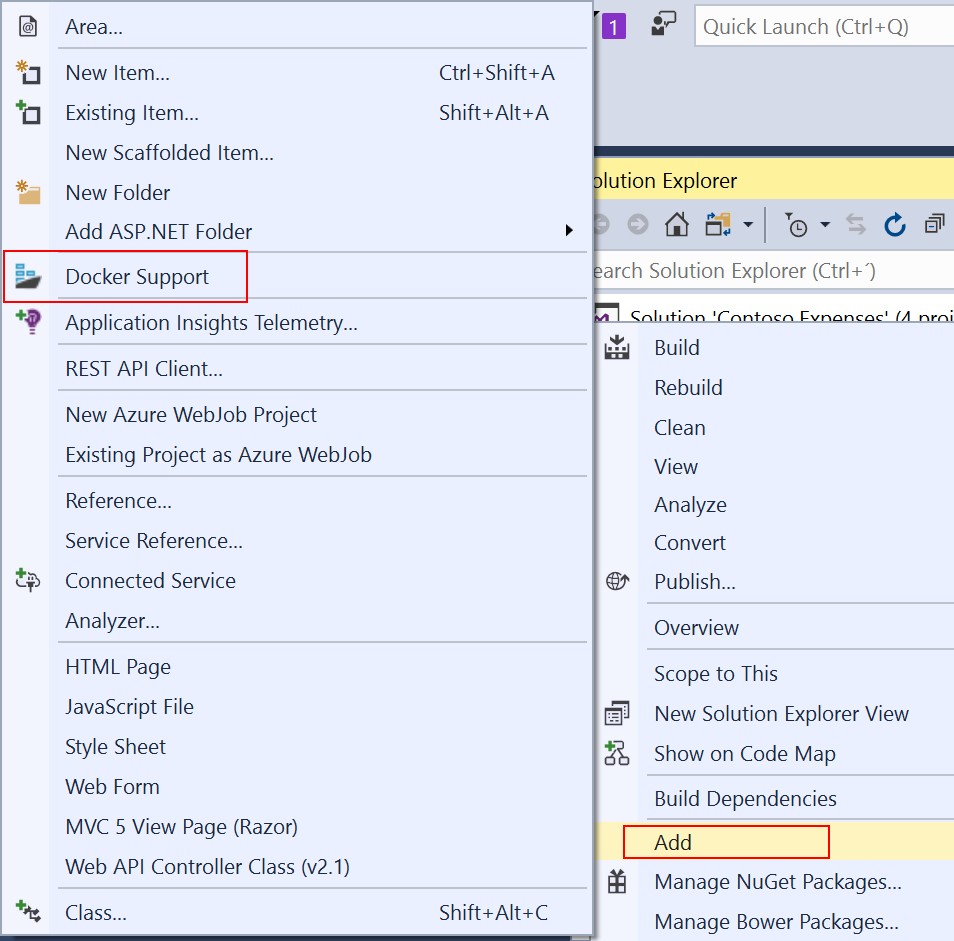 Area...
New Item... Ctrl+Shift+A
Existing Item... Shift+Alt+A
New Scaffolded Item...
New Folder
Add ASP.NET Folder
Docker Support
Application Insights Telemetry...
REST API Client...
New Azure WebJob Project
Existing Project as Azure WebJob
Reference...
Service Reference...
Connected Service
Analyzer...
HTML Page
JavaScript File
Style Sheet
Web Form
MVC 5 View Page (Razor)
Web API Controller Class (v2.1)
Class... Shift+Alt+C
1
Quick Launch (Ctrl+Q)
olution Explorer
earch Solution Explorer (Ctrl+´)
Solution 'Contoso Expenses' (4 proj
Build
Rebuild
Clean
View
Analyze
Convert
Publish...
Overview
Scope to This
New Solution Explorer View
Show on Code Map
Build Dependencies
Add
Manage NuGet Packages...
Manage Bower Packages...